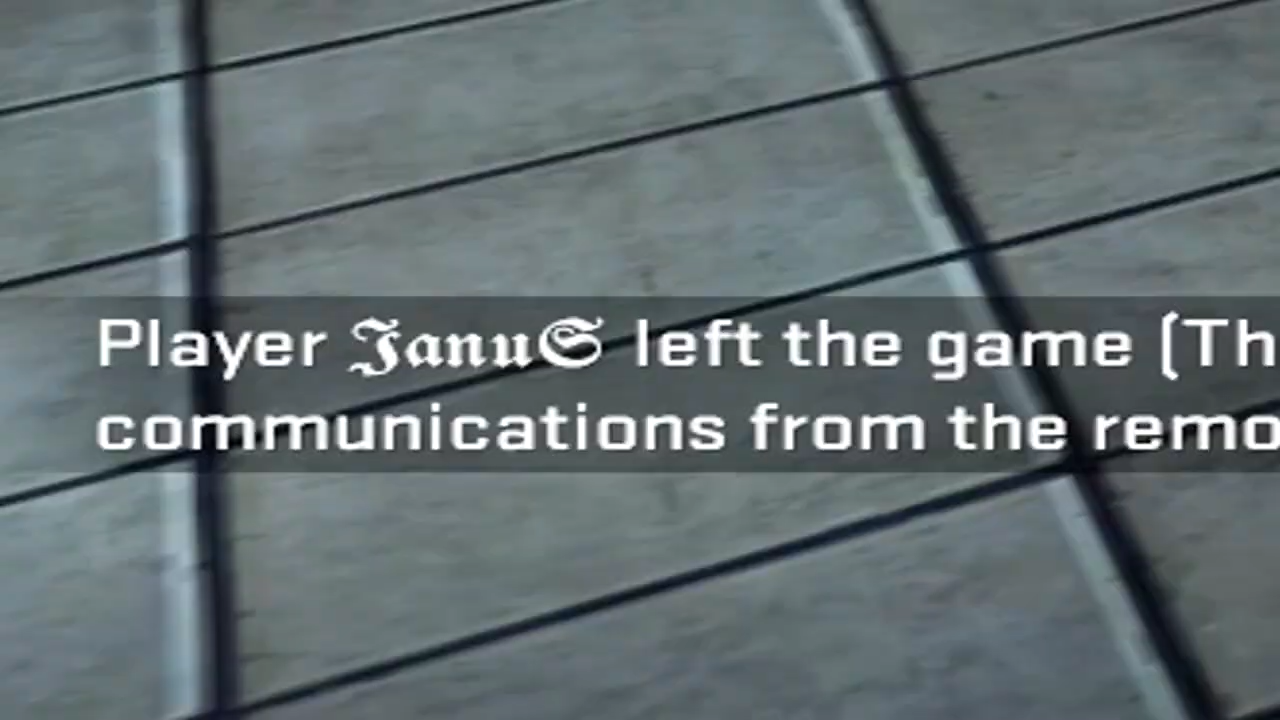 Player 𝕵𝖆𝖓𝖚𝕾 left the game (Th
communications from the remo